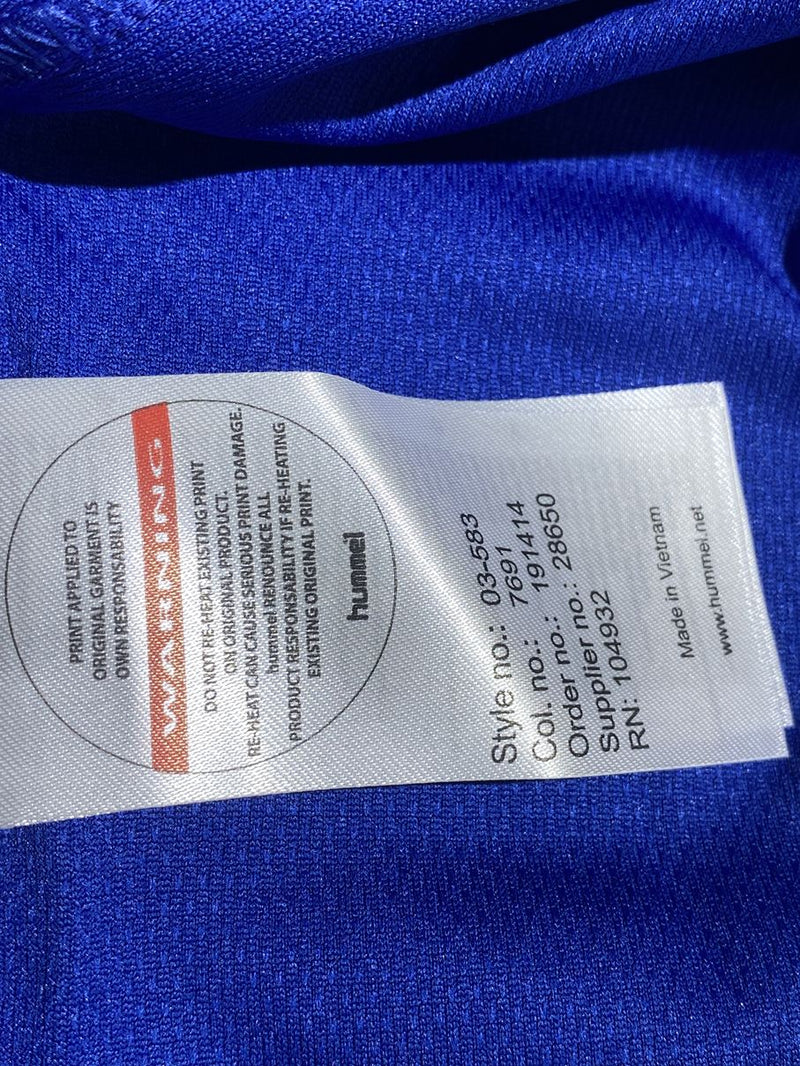 PRINT APPLIED TO
ORIGINAL GARMENT IS
OWN RESPONSABILITY
WARNING
DO NOT RE-HEAT EXISTING PRINT
ON ORIGINAL PRODUCT.
RE-HEAT CAN CAUSE SERIOUS PRINT DAMAGE.
hummel RENOUNCE ALL
PRODUCT RESPONSABILITY IF RE-HEATING
EXISTING ORIGINAL PRINT.
hummel
Style no.: 03-583
Col. no.: 7691
Order no.: 191414
Supplier no.: 28650
RN: 104932
Made in Vietnam
www.hummel.net